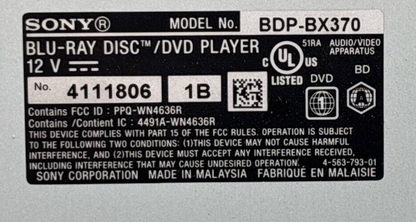 SONY® MODEL No. BDP-BX370
BLU-RAY DISC™/DVD PLAYER
12 V
C UL US LISTED
51RA AUDIO/VIDEO APPARATUS
DVD BD
No. 4111806 1B
Contains FCC ID : PPQ-WN4636R
Contains /Contient IC : 4491A-WN4636R
THIS DEVICE COMPLIES WITH PART 15 OF THE FCC RULES. OPERATION IS SUBJECT
TO THE FOLLOWING TWO CONDITIONS: (1)THIS DEVICE MAY NOT CAUSE HARMFUL
INTERFERENCE, AND (2)THIS DEVICE MUST ACCEPT ANY INTERFERENCE RECEIVED,
INCLUDING INTERFERENCE THAT MAY CAUSE UNDESIRED OPERATION. 4-563-793-01
SONY CORPORATION MADE IN MALAYSIA FABRIQUÉ EN MALAISIE